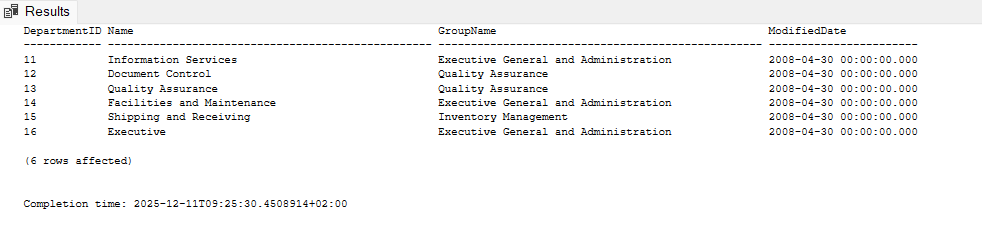 Results
DepartmentID Name                                               GroupName                                          ModifiedDate
------------ -------------------------------------------------- -------------------------------------------------- -----------------------
11           Information Services                               Executive General and Administration               2008-04-30 00:00:00.000
12           Document Control                                   Quality Assurance                                  2008-04-30 00:00:00.000
13           Quality Assurance                                  Quality Assurance                                  2008-04-30 00:00:00.000
14           Facilities and Maintenance                         Executive General and Administration               2008-04-30 00:00:00.000
15           Shipping and Receiving                             Inventory Management                               2008-04-30 00:00:00.000
16           Executive                                          Executive General and Administration               2008-04-30 00:00:00.000
(6 rows affected)
Completion time: 2025-12-11T09:25:30.4508914+02:00